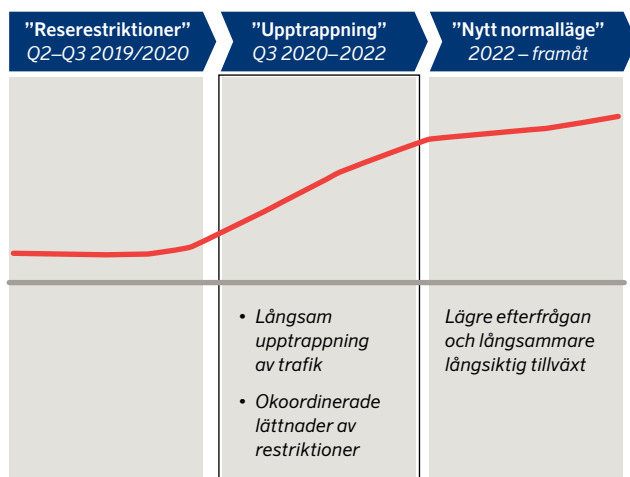 ”Reserestriktioner”
Q2–Q3 2019/2020
”Upptrappning”
Q3 2020–2022
”Nytt normalläge”
2022 – framåt
• Långsam
upptrappning
av trafik
• Okoordinerade
lättnader av
restriktioner
Lägre efterfrågan
och långsammare
långsiktig tillväxt